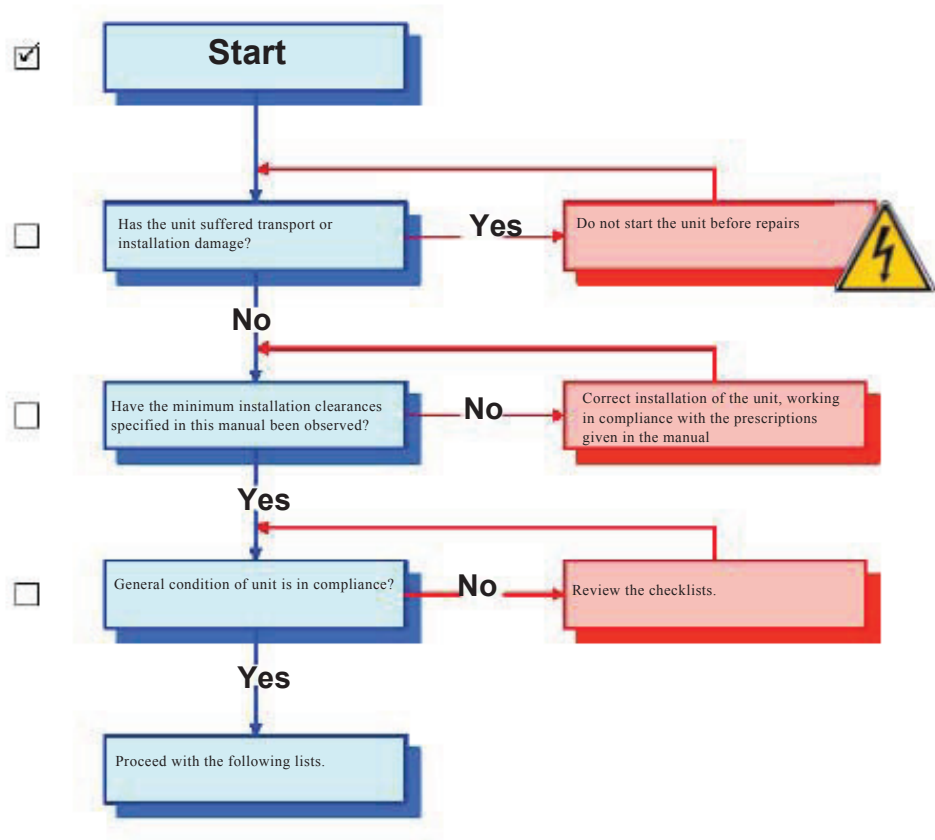 Start
Has the unit suffered transport or
installation damage?
Yes
Do not start the unit before repairs
No
Have the minimum installation clearances
specified in this manual been observed?
No
Correct installation of the unit, working
in compliance with the prescriptions
given in the manual
Yes
General condition of unit is in compliance?
No
Review the checklists.
Yes
Proceed with the following lists.